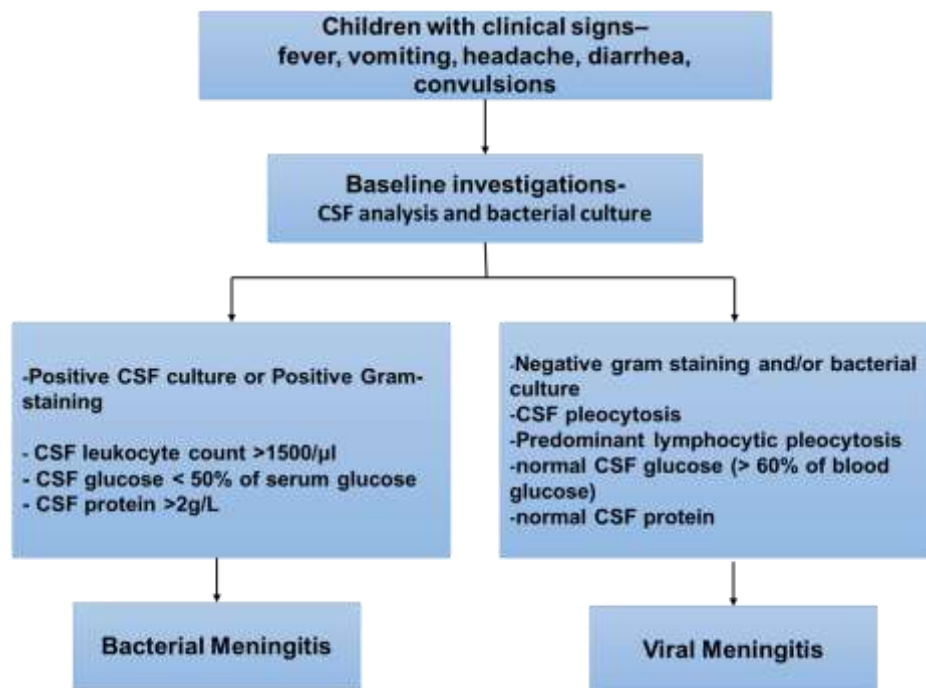 Children with clinical signs–
fever, vomiting, headache, diarrhea,
convulsions
Baseline investigations-
CSF analysis and bacterial culture
-Positive CSF culture or Positive Gram-
staining
- CSF leukocyte count >1500/µl
- CSF glucose < 50% of serum glucose
- CSF protein >2g/L
-Negative gram staining and/or bacterial
culture
-CSF pleocytosis
-Predominant lymphocytic pleocytosis
-normal CSF glucose (> 60% of blood
glucose)
-normal CSF protein
Bacterial Meningitis
Viral Meningitis